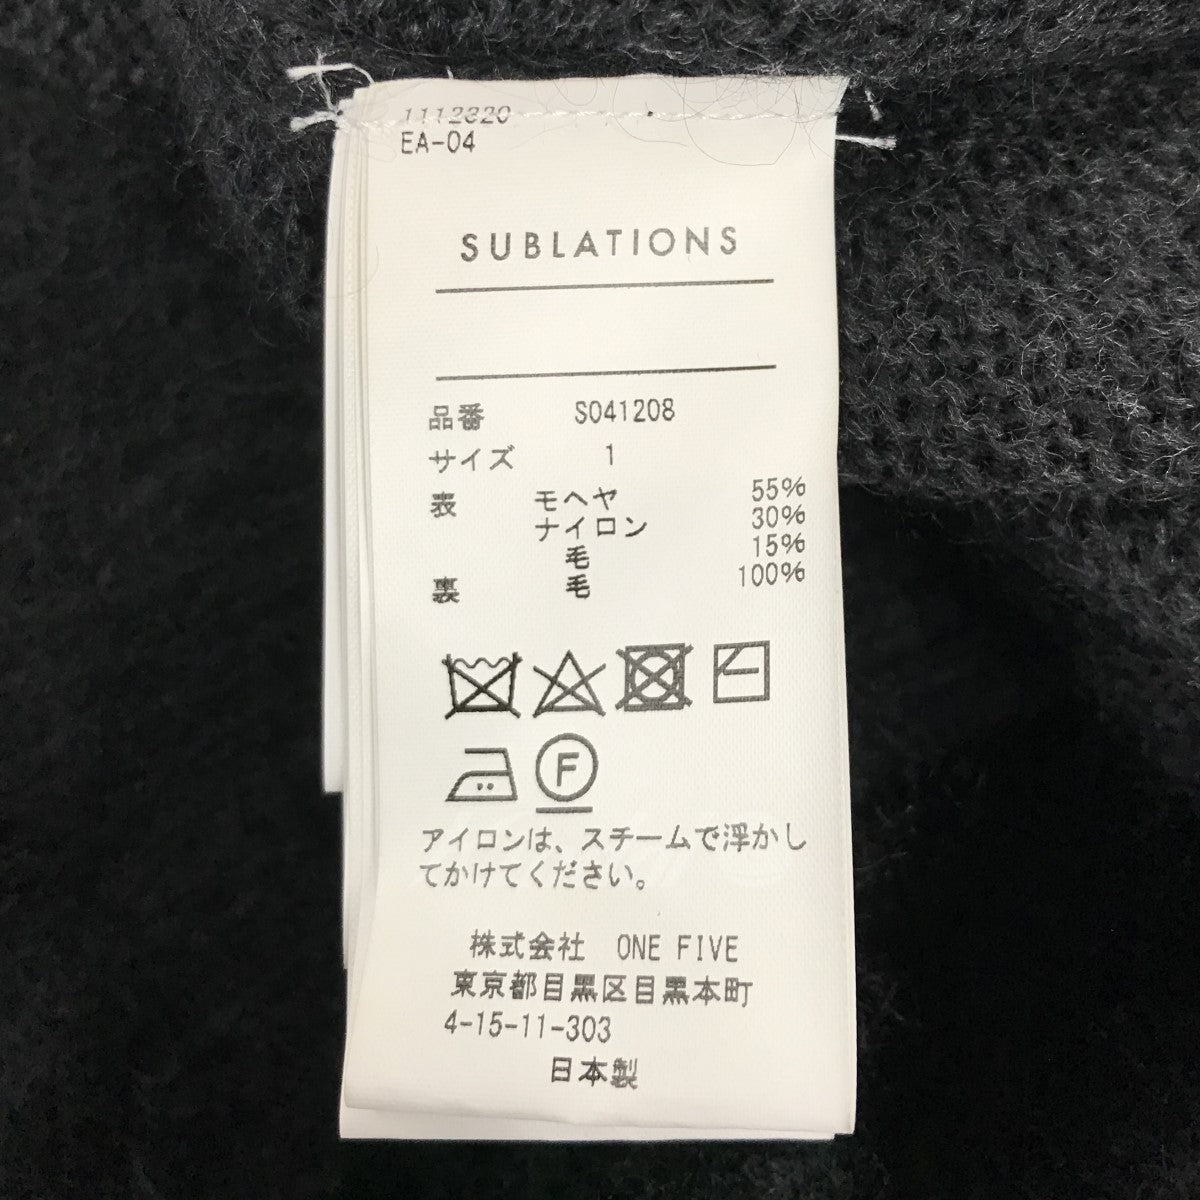 1112320
EA-04
SUBLATIONS
品番 S041208
サイズ 1
表 モヘヤ 55%
ナイロン 30%
毛 15%
裏 毛 100%
F
アイロンは、スチームで浮かし
てかけてください。
株式会社 ONE FIVE
東京都目黒区目黒本町
4-15-11-303
日本製